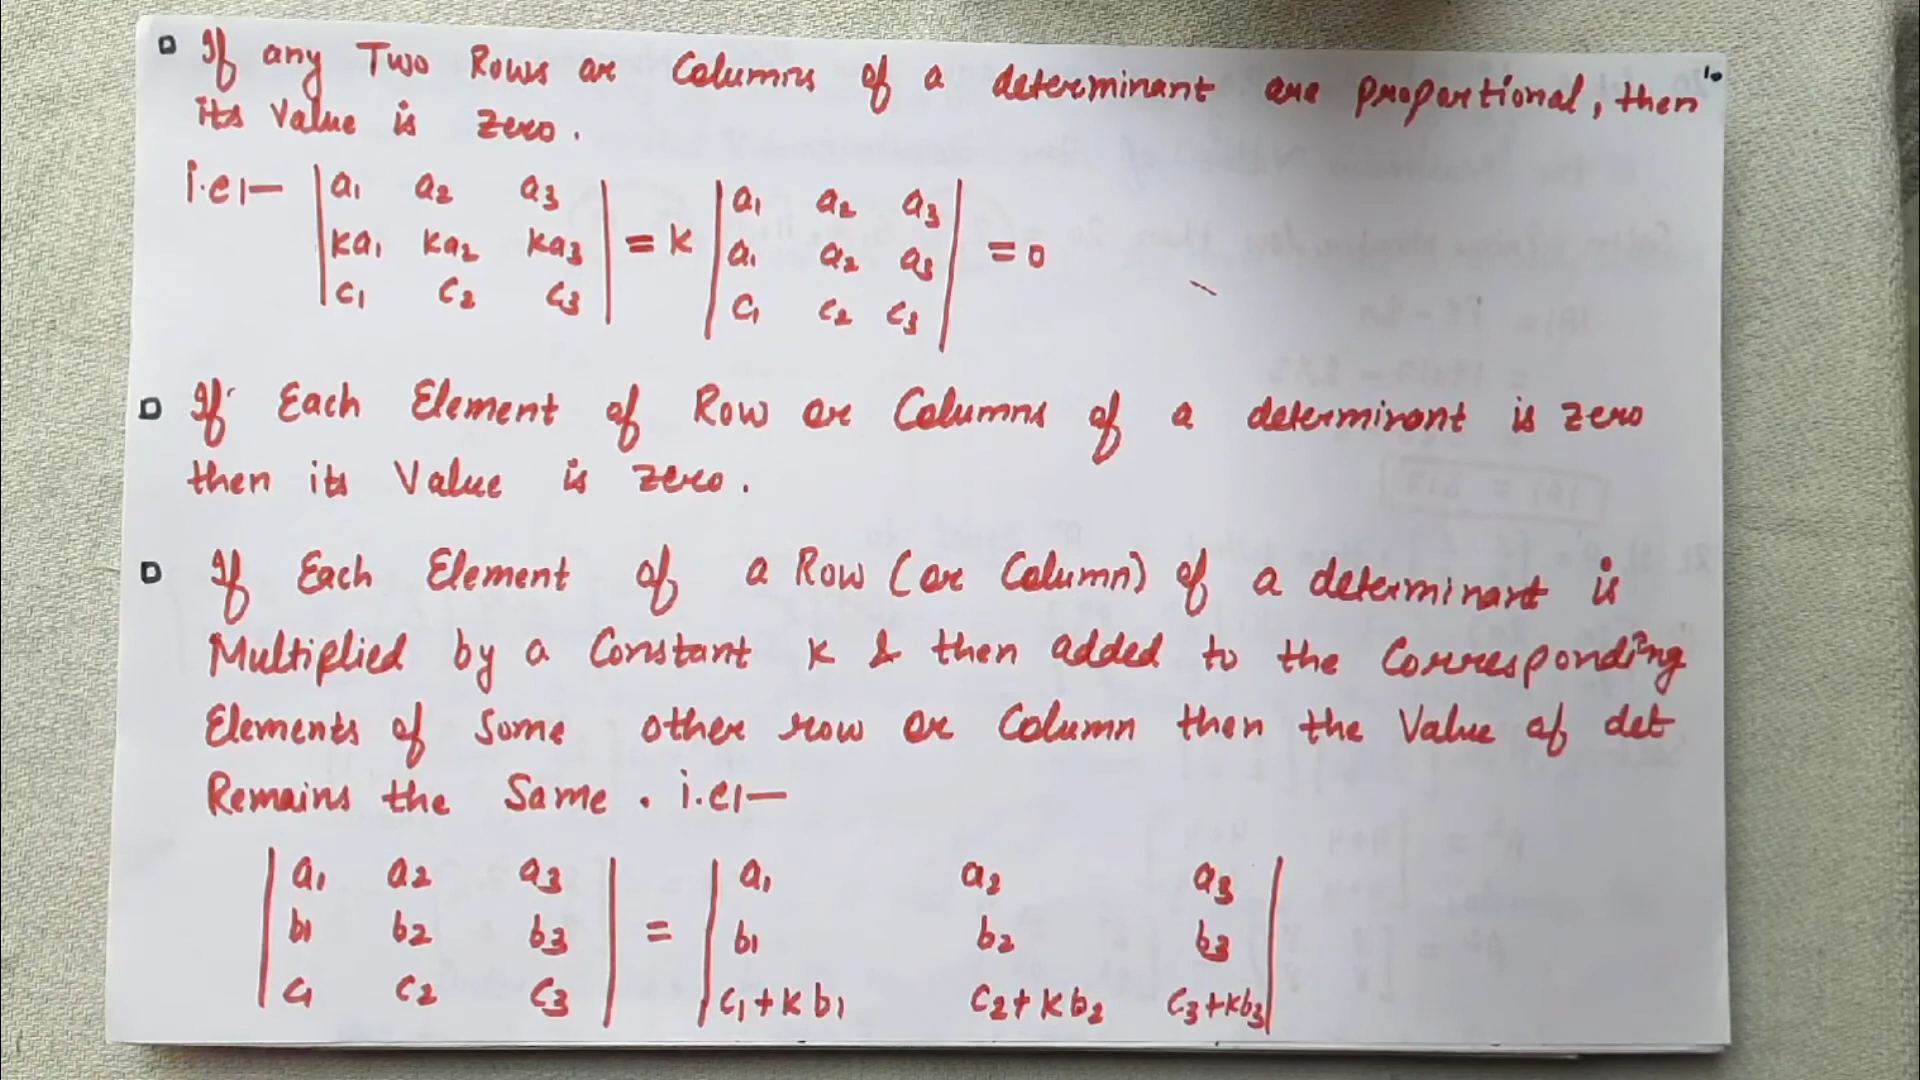 If any Two Rows or Columns of a determinant are proportional, then
its Value is zero.
i.e,— | a₁ a₂ a₃ | = K | a₁ a₂ a₃ | = 0
| Ka₁ Ka₂ Ka₃ | | a₁ a₂ a₃ |
| C₁ C₂ C₃ | | C₁ C₂ C₃ |
If Each Element of Row or Columns of a determinant is zero
then its Value is zero.
If Each Element of a Row (or Column) of a determinant is
Multiplied by a Constant K & then added to the Corresponding
Elements of Some other row or Column then the Value of det
Remains the Same. i.e,—
| a₁ a₂ a₃ | = | a₁ a₂ a₃ |
| b₁ b₂ b₃ | | b₁ b₂ b₃ |
| C₁ C₂ C₃ | | C₁+Kb₁ C₂+Kb₂ C₃+Kb₃ |